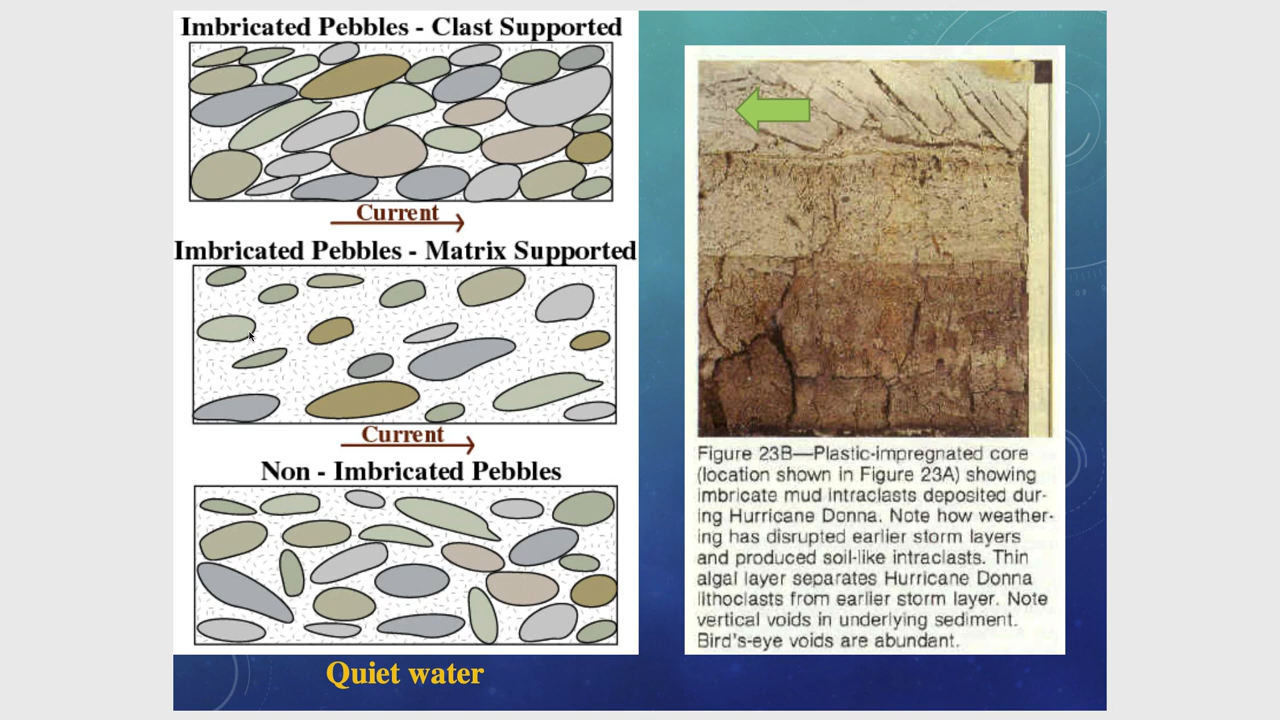 Imbricated Pebbles - Clast Supported
Current
Imbricated Pebbles - Matrix Supported
Current
Non - Imbricated Pebbles
Quiet water
Figure 23B—Plastic-impregnated core
(location shown in Figure 23A) showing
imbricate mud intraclasts deposited dur-
ing Hurricane Donna. Note how weather-
ing has disrupted earlier storm layers
and produced soil-like intraclasts. Thin
algal layer separates Hurricane Donna
lithoclasts from earlier storm layer. Note
vertical voids in underlying sediment.
Bird's-eye voids are abundant.